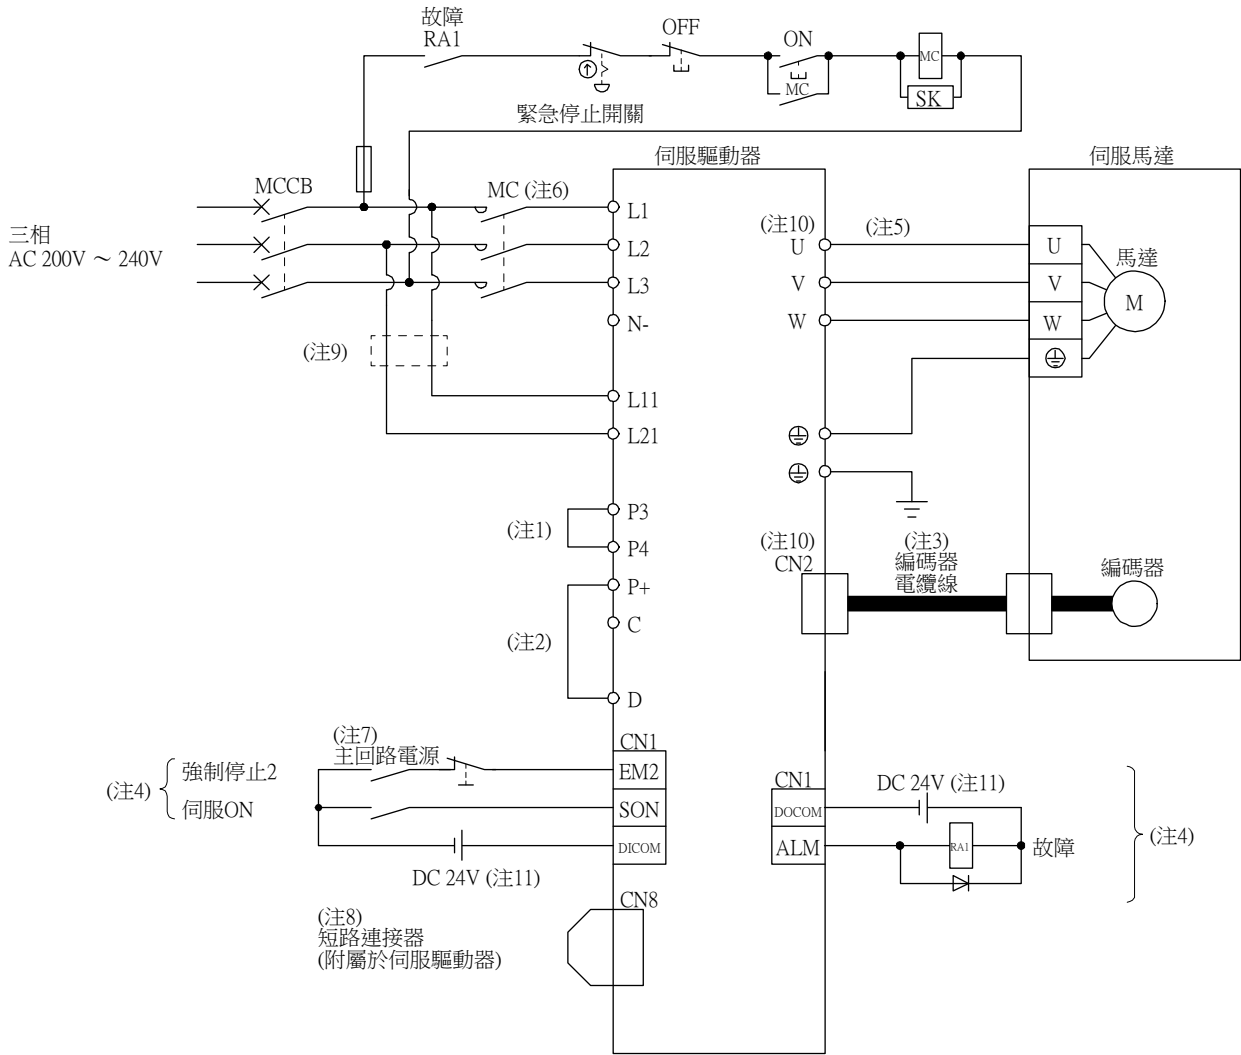 故障
RA1
OFF
ON
MC
MC
SK
緊急停止開關
伺服驅動器
伺服馬達
MCCB
MC (注6)
三相
AC 200V ～ 240V
L1
L2
L3
N-
(注10)
U
V
W
(注5)
U
V
W
馬達
M
(注9)
L11
L21
(注1)
P3
P4
(注2)
P+
C
D
(注10)
CN2
(注3)
編碼器
電纜線
編碼器
(注7)
主回路電源
(注4)
強制停止2
伺服ON
CN1
EM2
SON
DICOM
DC 24V (注11)
CN1
DOCOM
ALM
DC 24V (注11)
RA1
故障
(注4)
CN8
(注8)
短路連接器
(附屬於伺服驅動器)